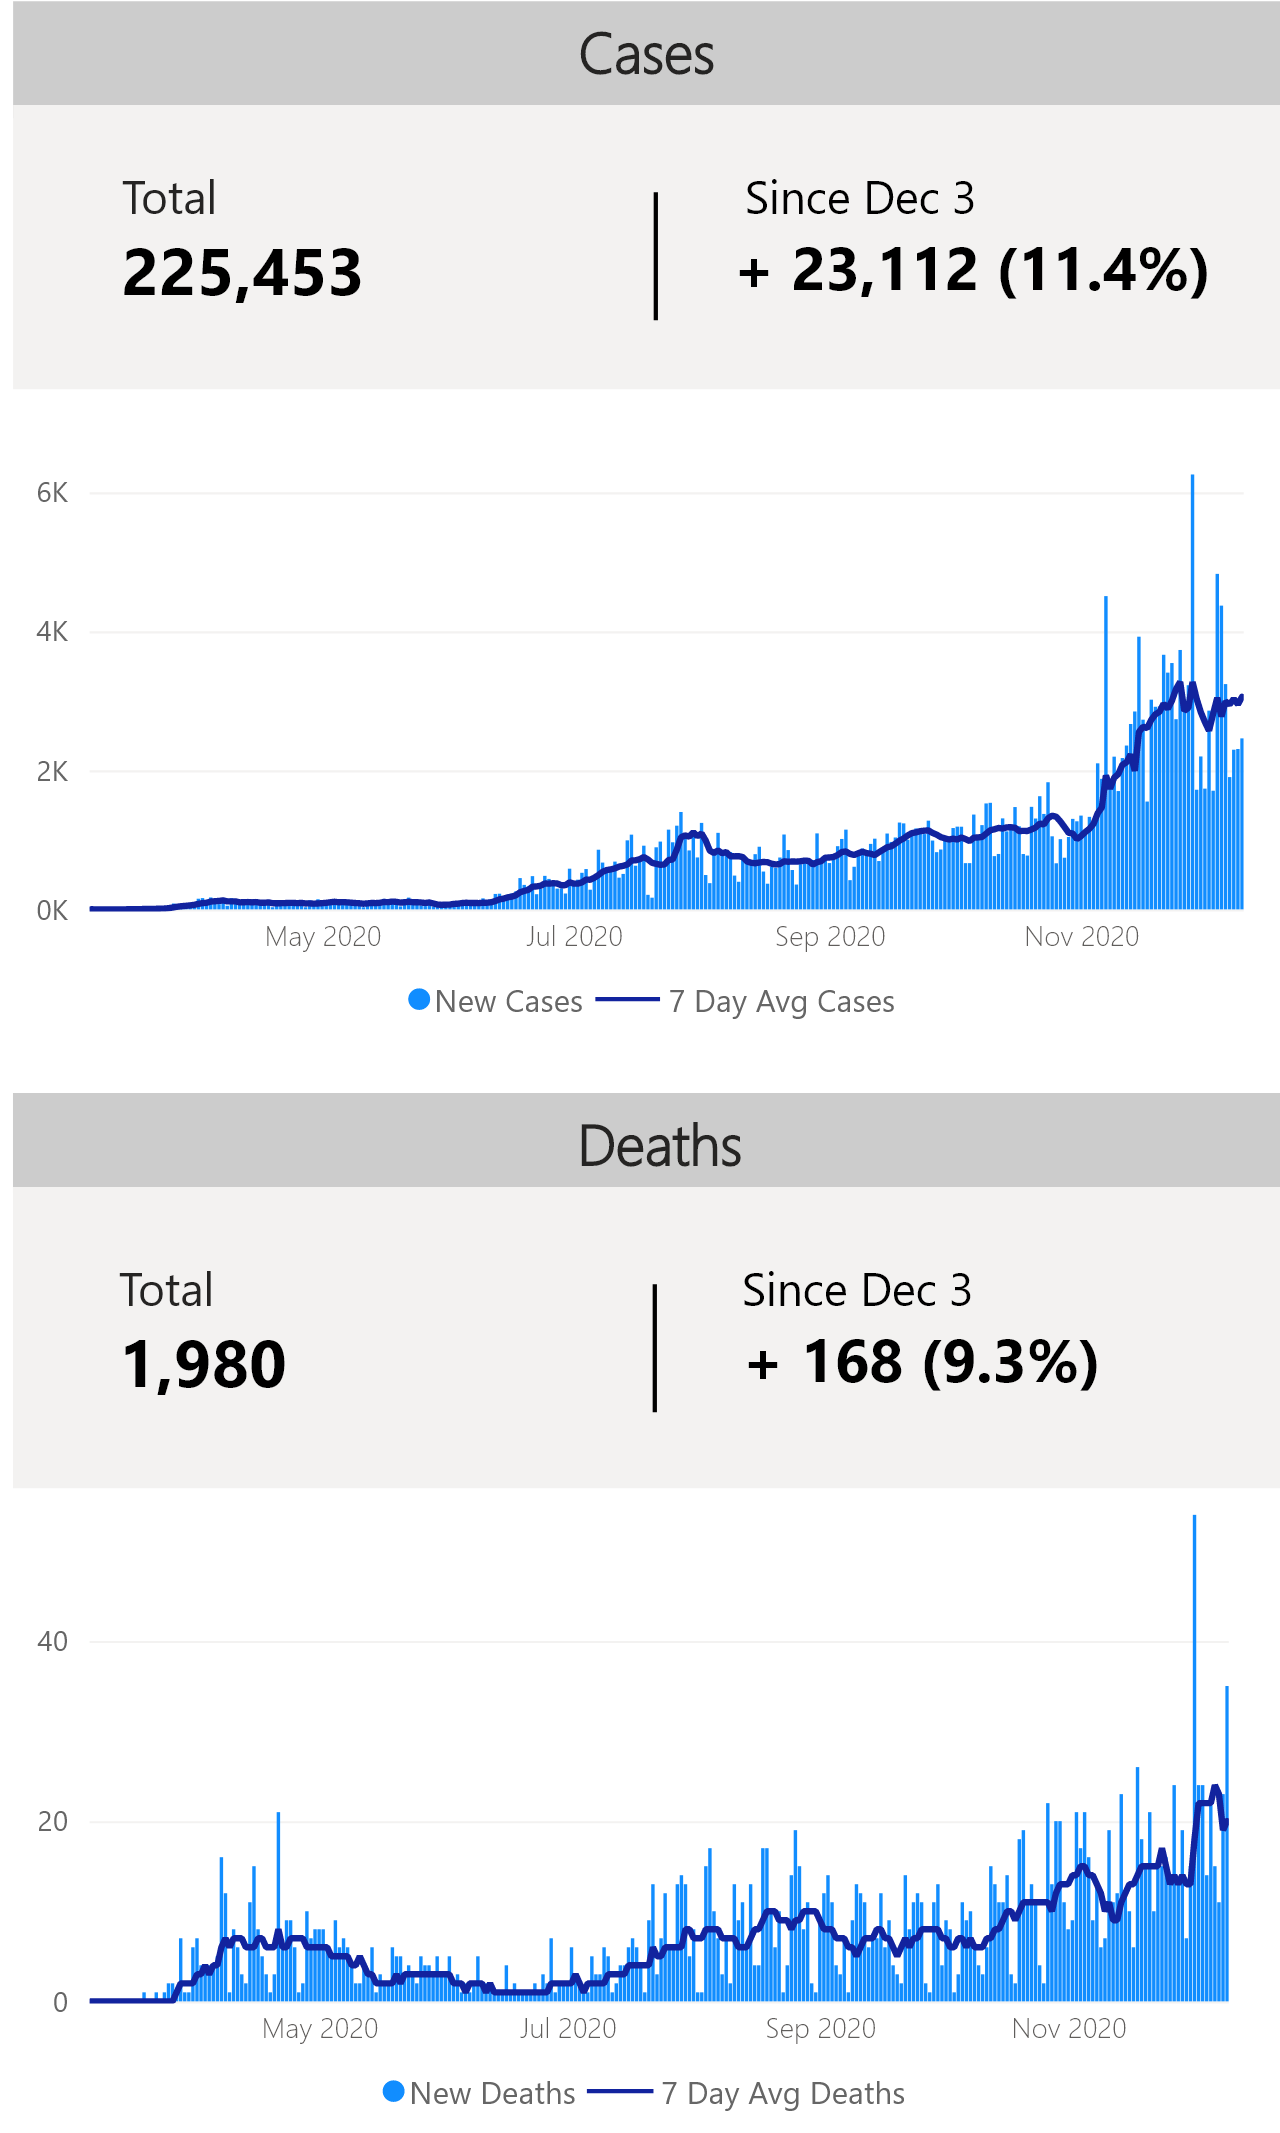 Cases
Total
Since Dec 3
225,453
+ 23,112 (11.4%)
6K
4K
2K
0K
May 2020
Jul 2020
Sep 2020
Nov 2020
New Cases
7 Day Avg Cases
Deaths
Total
Since Dec 3
1,980
+ 168 (9.3%)
40
20
0
May 2020
Jul 2020
Sep 2020
Nov 2020
New Deaths
7 Day Avg Deaths